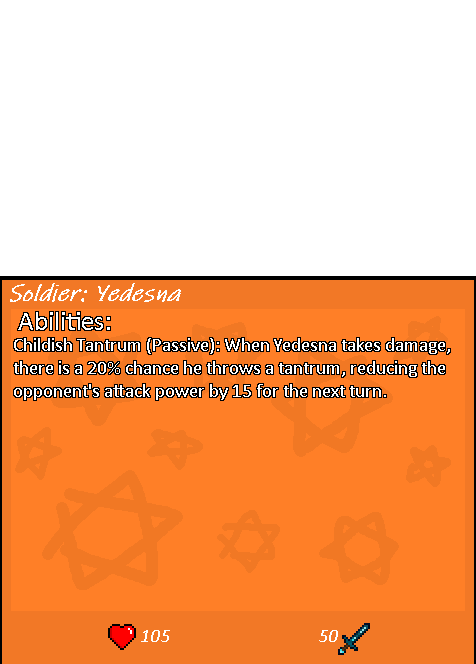 Soldier: Yedesna
Abilities:
Childish Tantrum (Passive): When Yedesna takes damage,
there is a 20% chance he throws a tantrum, reducing the
opponent's attack power by 15 for the next turn.
105
50